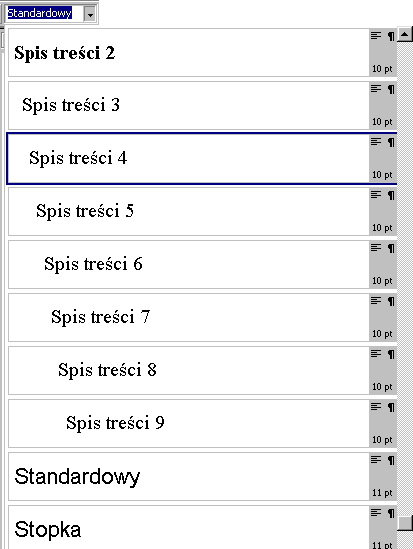 Standardowy
Spis treści 2
¶
10 pt
Spis treści 3
¶
10 pt
Spis treści 4
¶
10 pt
Spis treści 5
¶
10 pt
Spis treści 6
¶
10 pt
Spis treści 7
¶
10 pt
Spis treści 8
¶
10 pt
Spis treści 9
¶
10 pt
Standardowy
¶
11 pt
Stopka
¶
11 pt